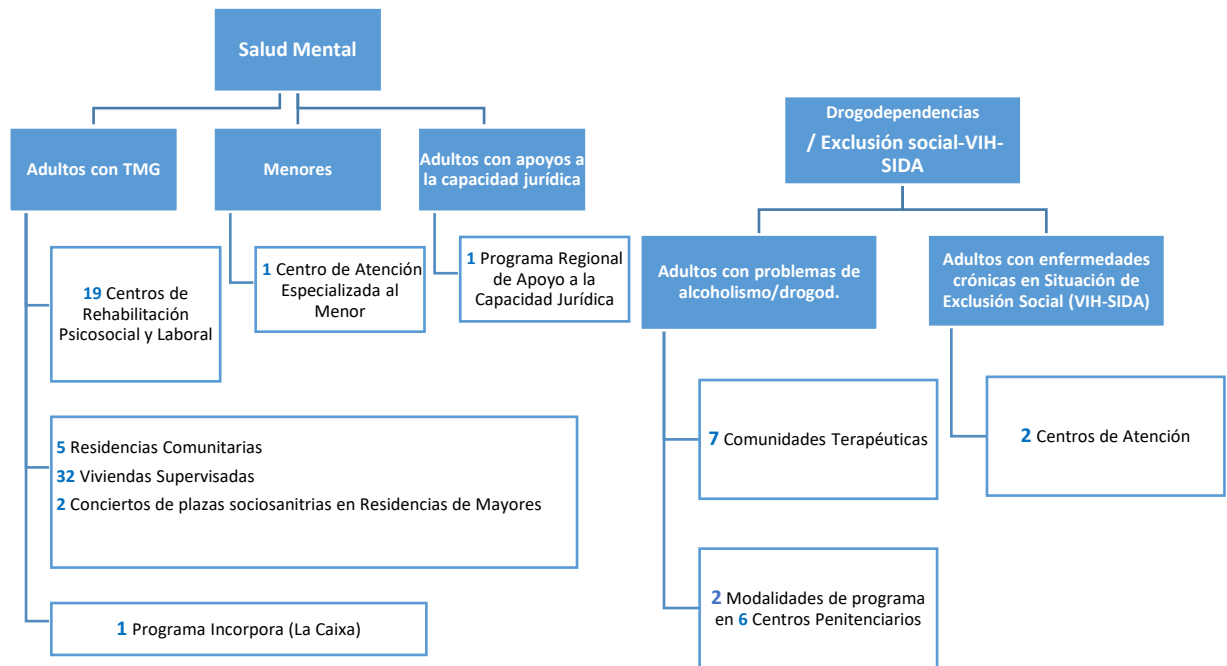 Salud Mental
Adultos con TMG
Menores
Adultos con apoyos a
la capacidad jurídica
19 Centros de
Rehabilitación
Psicosocial y Laboral
1 Centro de Atención
Especializada al
Menor
1 Programa Regional
de Apoyo a la
Capacidad Jurídica
5 Residencias Comunitarias
32 Viviendas Supervisadas
2 Conciertos de plazas sociosanitrias en Residencias de Mayores
1 Programa Incorpora (La Caixa)
Drogodependencias
/ Exclusión social-VIH-
SIDA
Adultos con problemas de
alcoholismo/drogod.
Adultos con enfermedades
crónicas en Situación de
Exclusión Social (VIH-SIDA)
7 Comunidades Terapéuticas
2 Centros de Atención
2 Modalidades de programa
en 6 Centros Penitenciarios